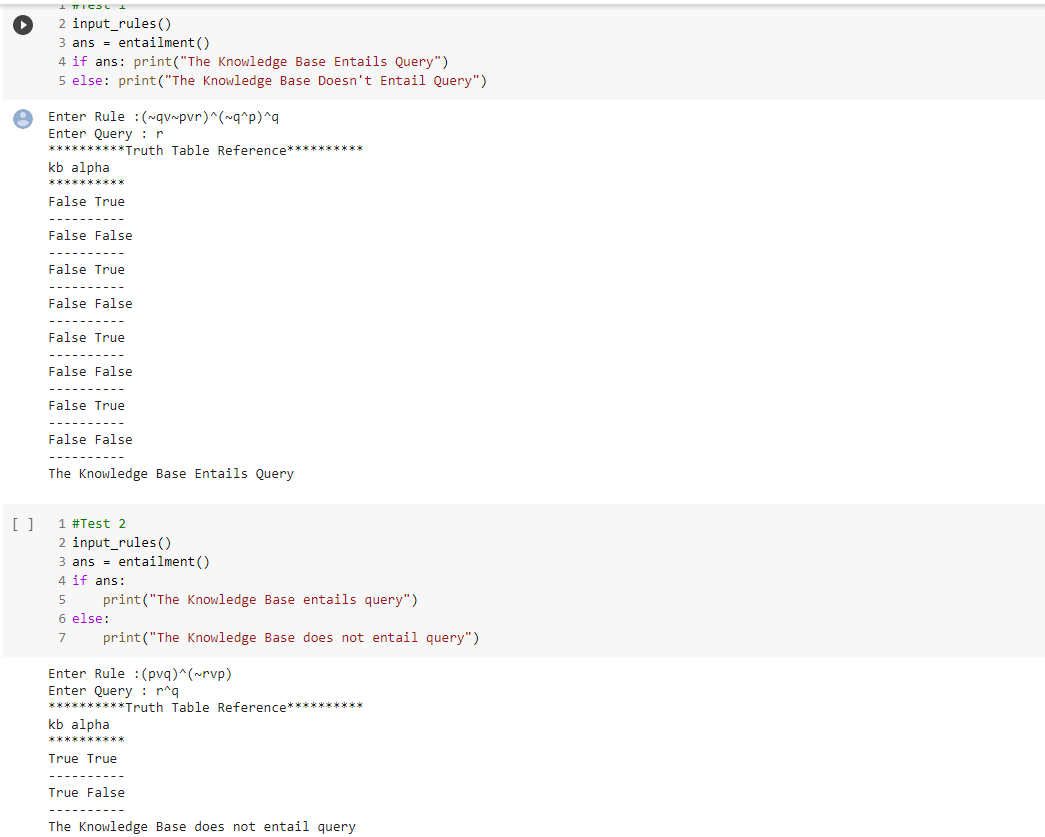 1 #Test 1
2 input_rules()
3 ans = entailment()
4 if ans: print("The Knowledge Base Entails Query")
5 else: print("The Knowledge Base Doesn't Entail Query")
Enter Rule :(~qv~pvr)^(~q^p)^q
Enter Query : r
**********Truth Table Reference**********
kb alpha
**********
False True
----------
False False
----------
False True
----------
False False
----------
False True
----------
False False
----------
False True
----------
False False
----------
The Knowledge Base Entails Query
[ ] 1 #Test 2
2 input_rules()
3 ans = entailment()
4 if ans:
5     print("The Knowledge Base entails query")
6 else:
7     print("The Knowledge Base does not entail query")
Enter Rule :(pvq)^(~rvp)
Enter Query : r^q
**********Truth Table Reference**********
kb alpha
**********
True True
----------
True False
----------
The Knowledge Base does not entail query